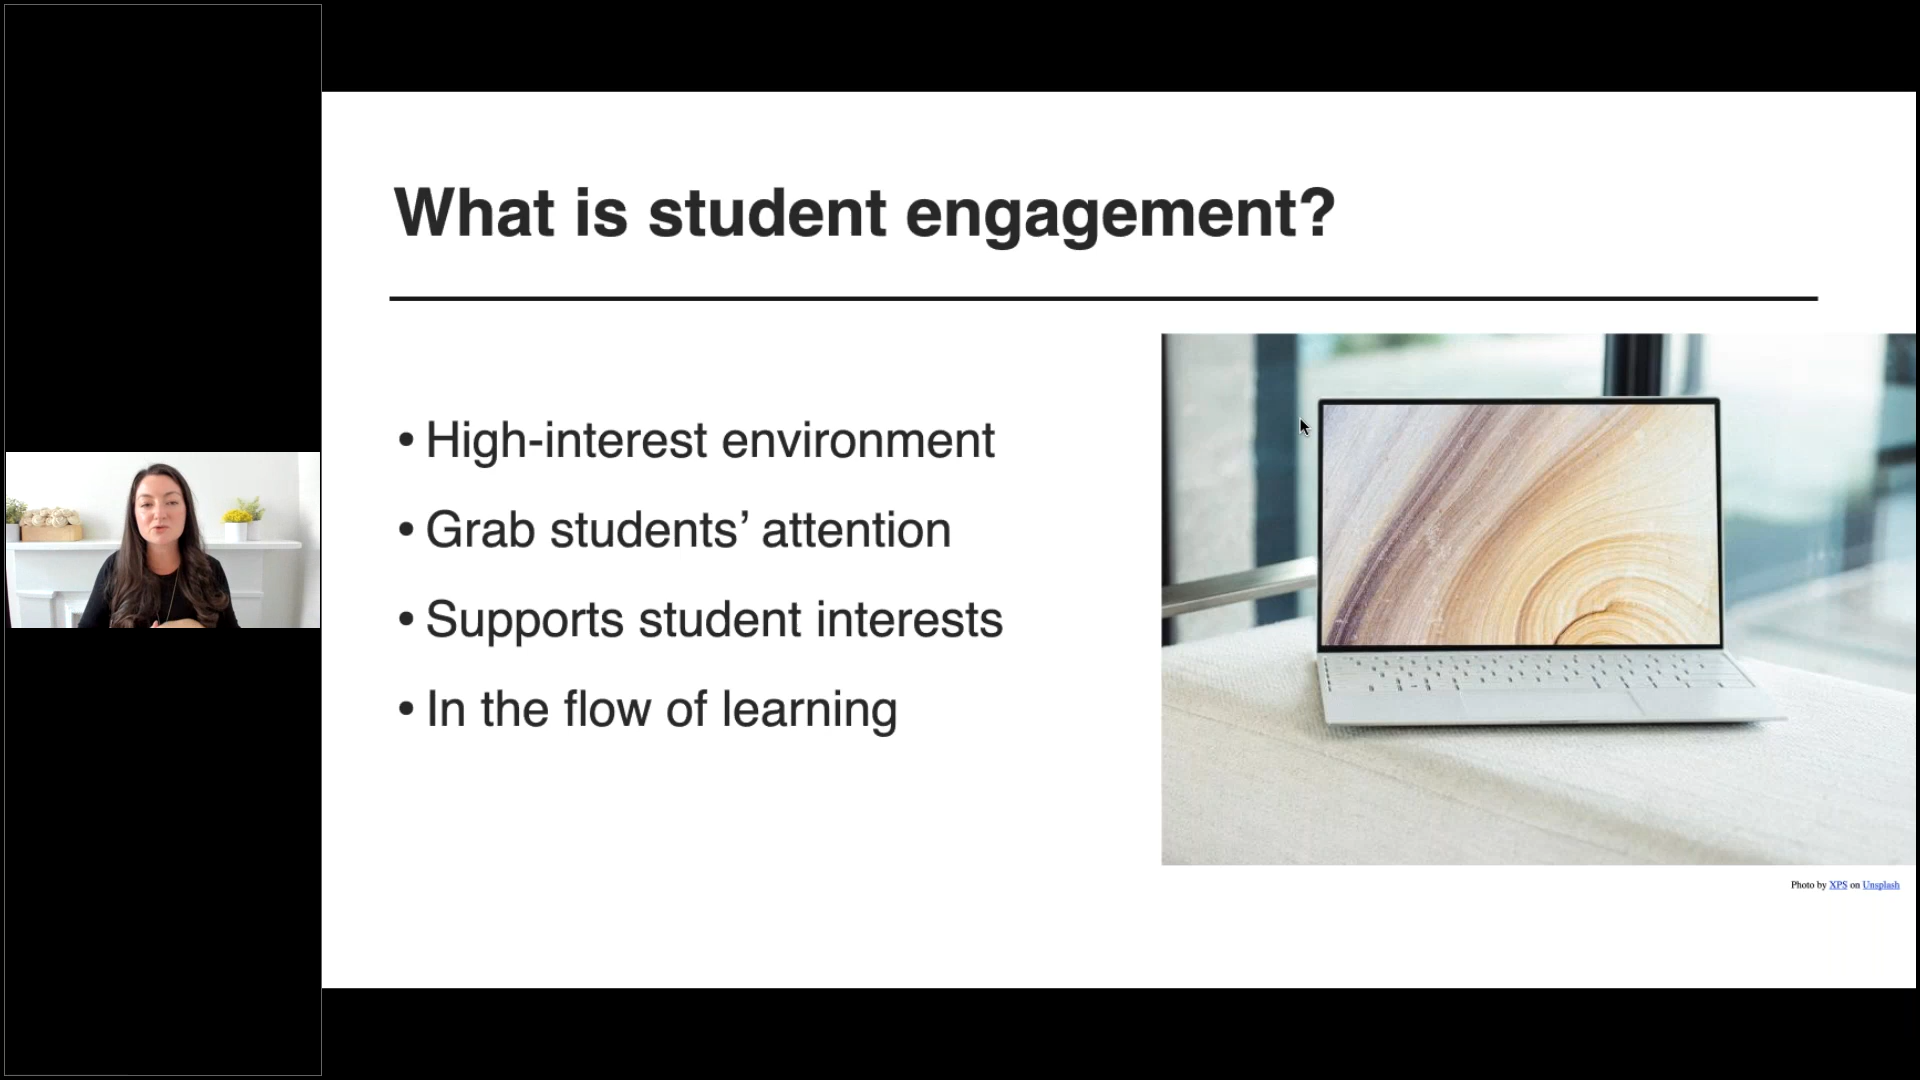 What is student engagement?
• High-interest environment
• Grab students’ attention
• Supports student interests
• In the flow of learning
Photo by XPS on Unsplash